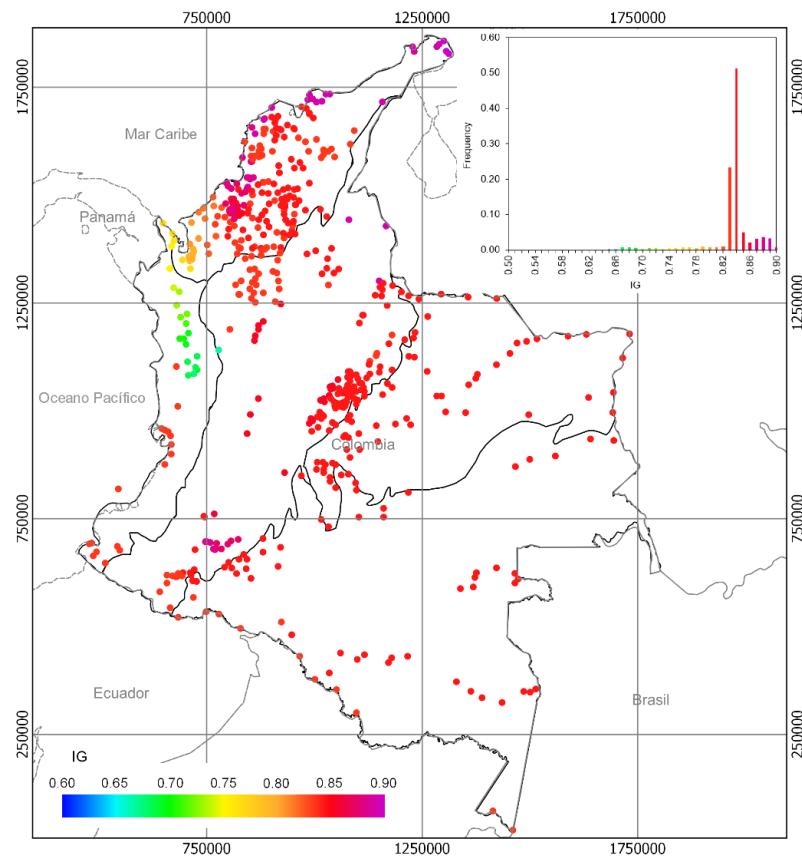 750000 1250000 1750000
0.60
0.50
0.40
0.30
0.20
0.10
0.00
Frequency
0.50 0.54 0.58 0.62 0.66 0.70 0.74 0.78 0.82 0.86 0.90
IG
1750000 1750000
Mar Caribe
Panamá
1250000 1250000
Oceano Pacífico
Colombia
750000 750000
Ecuador
Brasil
250000 250000
IG
0.60 0.65 0.70 0.75 0.80 0.85 0.90
750000 1250000 1750000